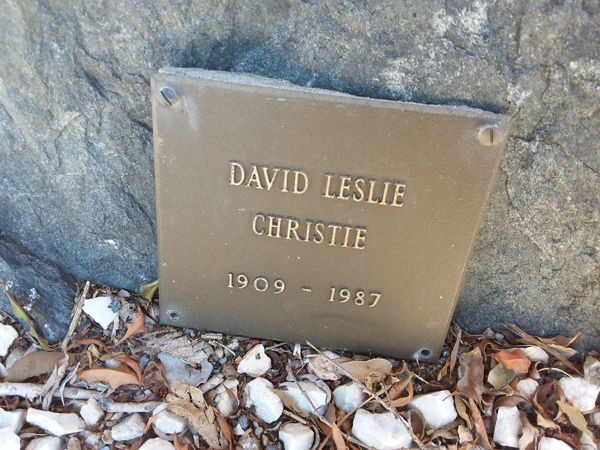 DAVID LESLIE
CHRISTIE
1909 - 1987